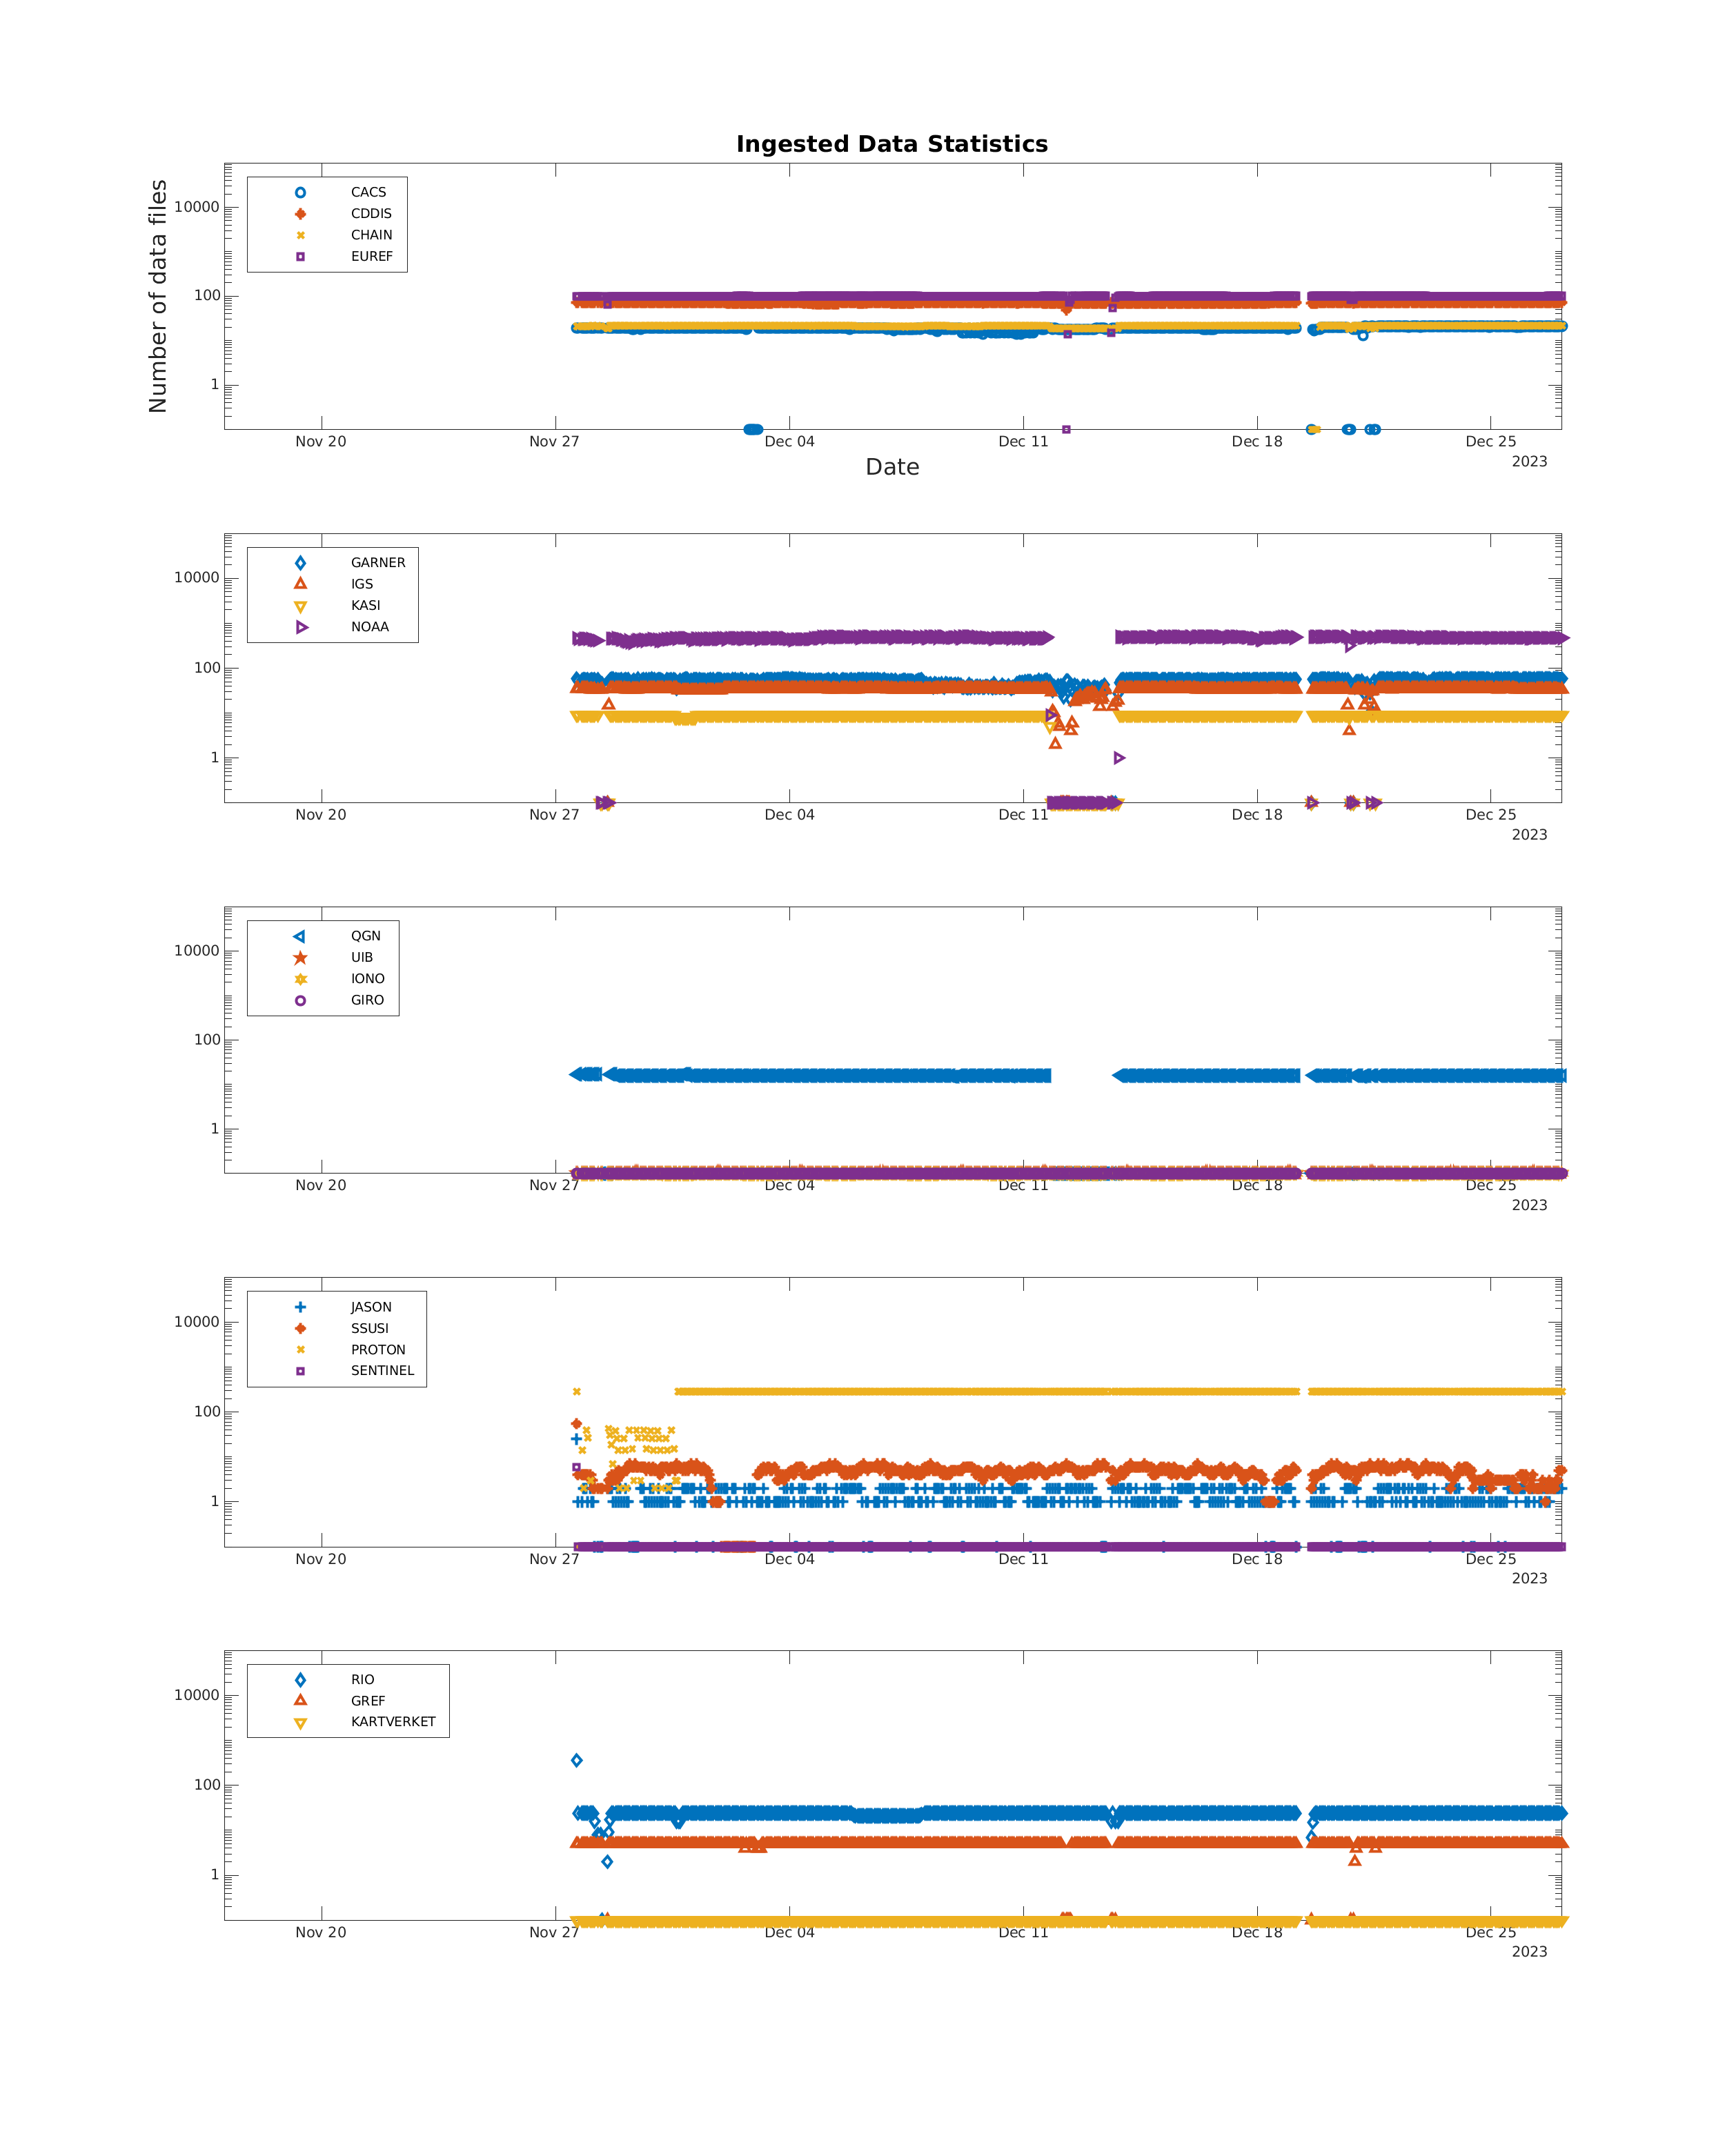 Ingested Data Statistics
Number of data files
CACS
CDDIS
CHAIN
EUREF
10000
100
1
Nov 20 Nov 27 Dec 04 Dec 11 Dec 18 Dec 25
2023
Date
GARNER
IGS
KASI
NOAA
10000
100
1
Nov 20 Nov 27 Dec 04 Dec 11 Dec 18 Dec 25
2023
QGN
UIB
IONO
GIRO
10000
100
1
Nov 20 Nov 27 Dec 04 Dec 11 Dec 18 Dec 25
2023
JASON
SSUSI
PROTON
SENTINEL
10000
100
1
Nov 20 Nov 27 Dec 04 Dec 11 Dec 18 Dec 25
2023
RIO
GREF
KARTVERKET
10000
100
1
Nov 20 Nov 27 Dec 04 Dec 11 Dec 18 Dec 25
2023